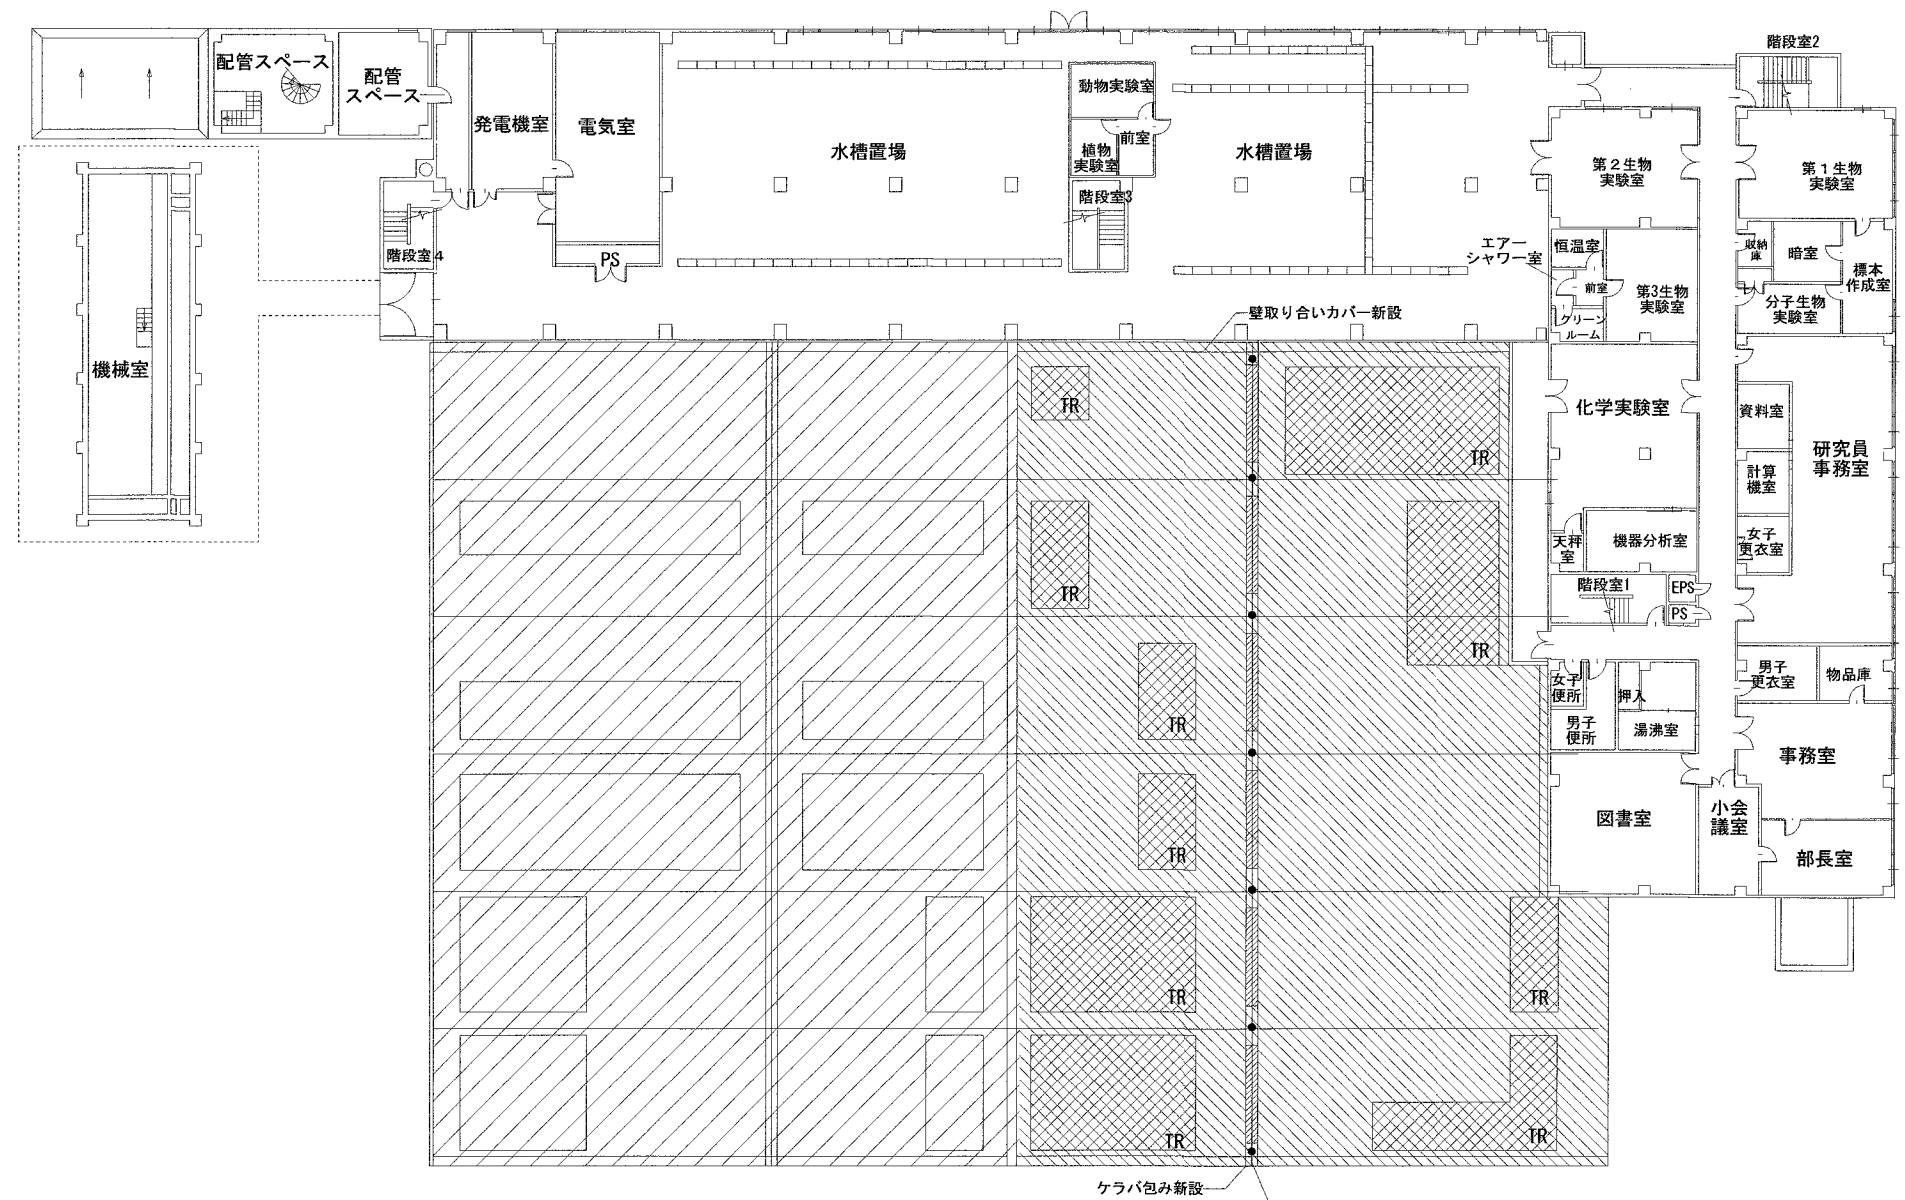 階段室2
配管スペース
配管
スペース
発電機室
電気室
水槽置場
動物実験室
植物
実験室
前室
階段室3
水槽置場
第２生物
実験室
第１生物
実験室
階段室４
PS
エアー
シャワー室
恒温室
前室
クリーン
ルーム
第3生物
実験室
収納
庫
暗室
標本
作成室
分子生物
実験室
機械室
壁取り合いカバー新設
TR
TR
化学実験室
資料室
研究員
事務室
計算
機室
女子
更衣室
天秤
室
機器分析室
TR
TR
階段室1
EPS
PS
女子
便所
男子
便所
押入
湯沸室
男子
更衣室
物品庫
TR
事務室
TR
図書室
小会
議室
部長室
TR
TR
TR
TR
ケラバ包み新設